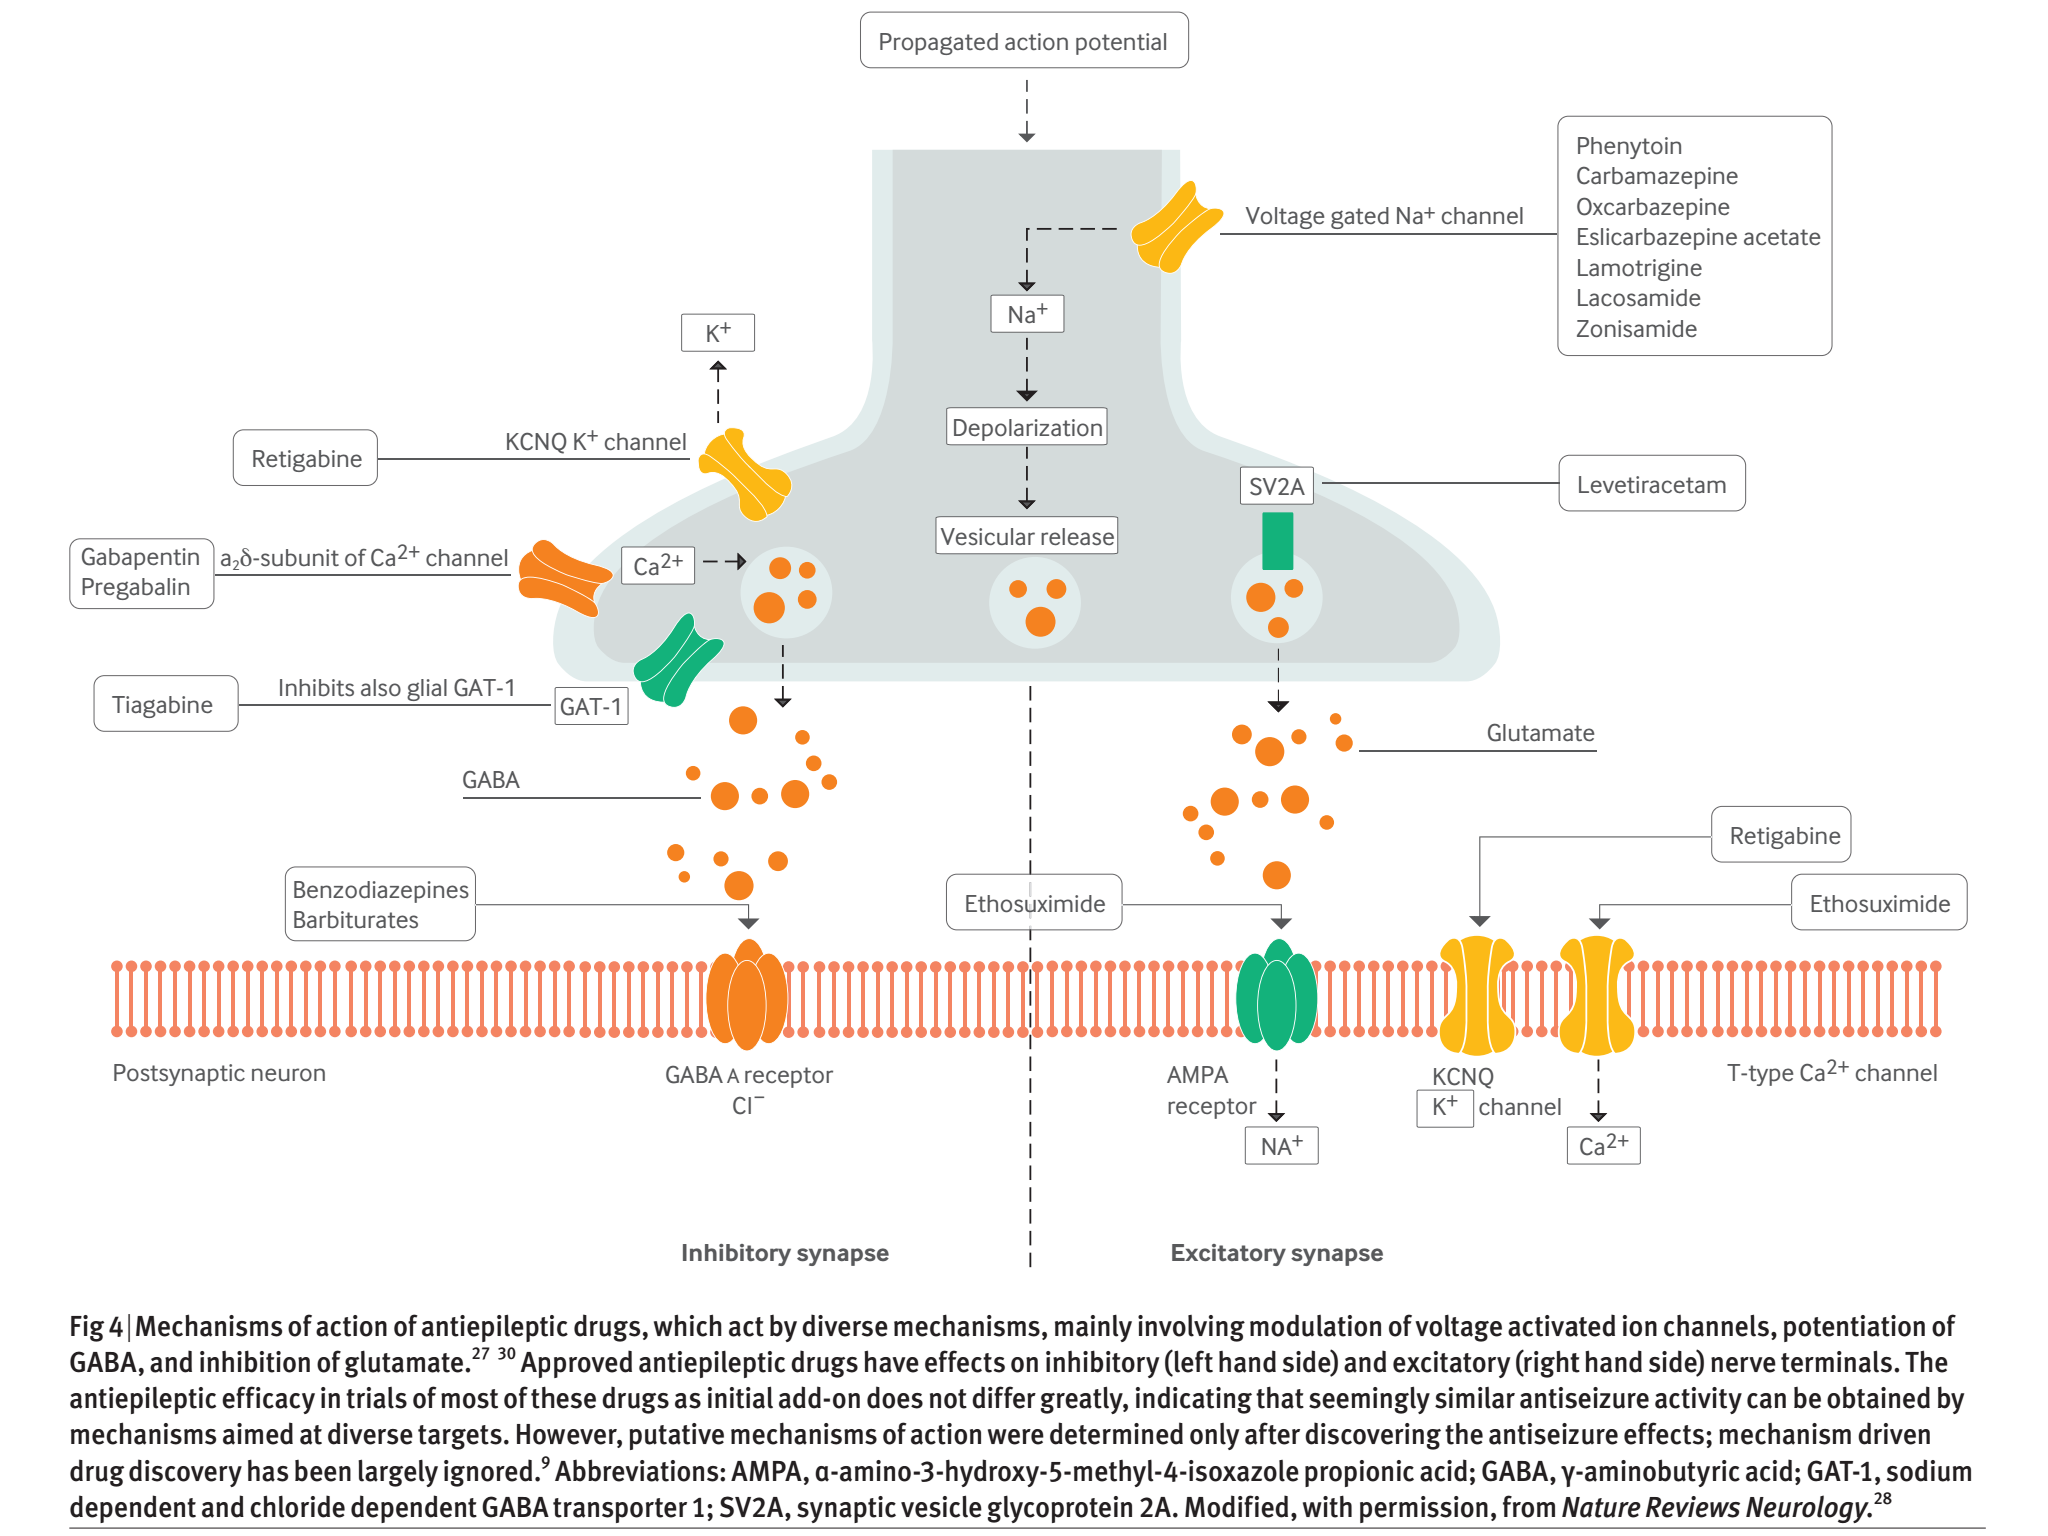 Propagated action potential
Phenytoin
Carbamazepine
Oxcarbazepine
Eslicarbazepine acetate
Lamotrigine
Lacosamide
Zonisamide
Voltage gated Na⁺ channel
Na⁺
K⁺
Depolarization
Retigabine
KCNQ K⁺ channel
SV2A
Levetiracetam
Vesicular release
Gabapentin
Pregabalin
a₂δ-subunit of Ca²⁺ channel
Ca²⁺
Tiagabine
Inhibits also glial GAT-1
GAT-1
Glutamate
GABA
Retigabine
Benzodiazepines
Barbiturates
Ethosuximide
Ethosuximide
Postsynaptic neuron
GABA A receptor
Cl⁻
AMPA
receptor
NA⁺
KCNQ
K⁺ channel
Ca²⁺
T-type Ca²⁺ channel
Inhibitory synapse
Excitatory synapse
Fig 4|Mechanisms of action of antiepileptic drugs, which act by diverse mechanisms, mainly involving modulation of voltage activated ion channels, potentiation of
GABA, and inhibition of glutamate.²⁷ ³⁰ Approved antiepileptic drugs have effects on inhibitory (left hand side) and excitatory (right hand side) nerve terminals. The
antiepileptic efficacy in trials of most of these drugs as initial add-on does not differ greatly, indicating that seemingly similar antiseizure activity can be obtained by
mechanisms aimed at diverse targets. However, putative mechanisms of action were determined only after discovering the antiseizure effects; mechanism driven
drug discovery has been largely ignored.⁹ Abbreviations: AMPA, α-amino-3-hydroxy-5-methyl-4-isoxazole propionic acid; GABA, γ-aminobutyric acid; GAT-1, sodium
dependent and chloride dependent GABA transporter 1; SV2A, synaptic vesicle glycoprotein 2A. Modified, with permission, from Nature Reviews Neurology.²⁸